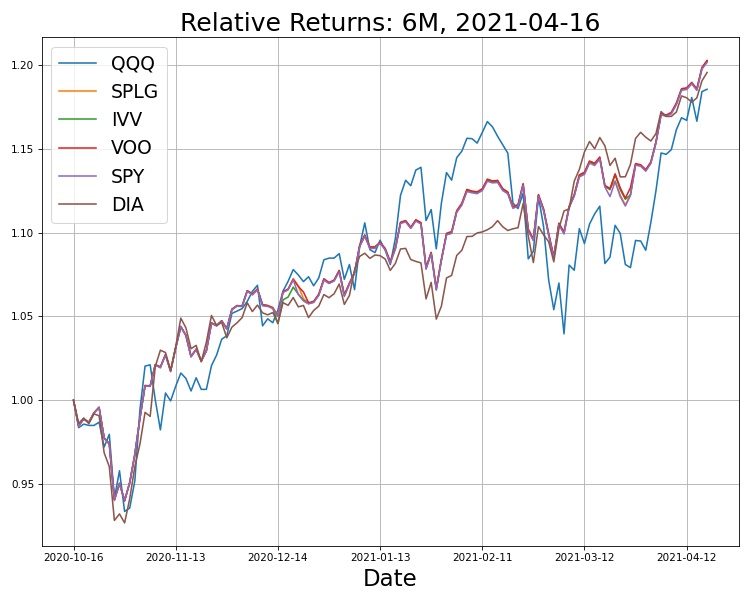 Relative Returns: 6M, 2021-04-16
QQQ
SPLG
IVV
VOO
SPY
DIA
1.20
1.15
1.10
1.05
1.00
0.95
2020-10-16 2020-11-13 2020-12-14 2021-01-13 2021-02-11 2021-03-12 2021-04-12
Date